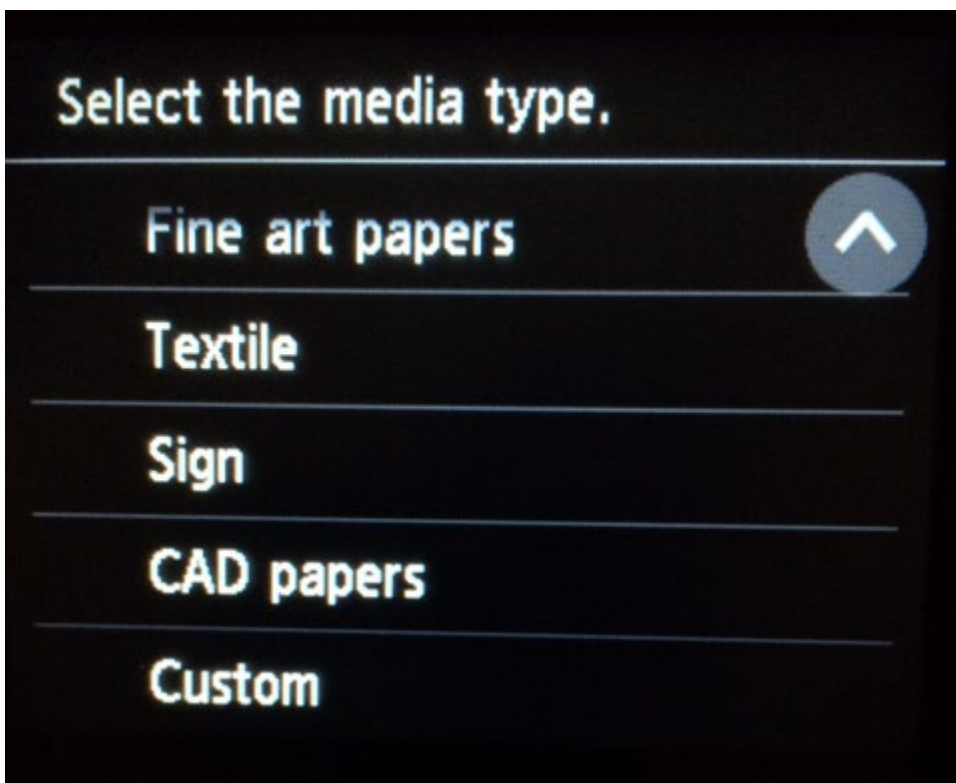 Select the media type.
Fine art papers
Textile
Sign
CAD papers
Custom